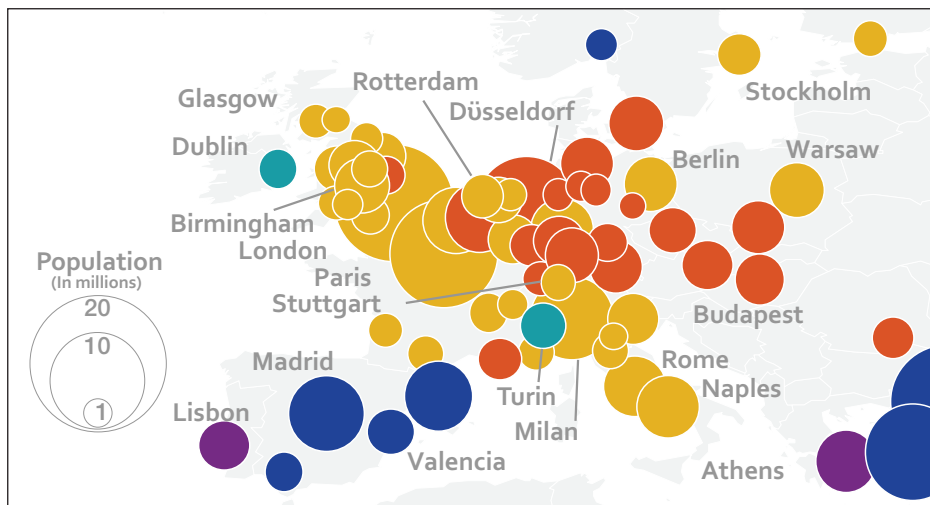 Rotterdam
Glasgow
Düsseldorf
Stockholm
Dublin
Berlin
Warsaw
Birmingham
London
Population
(In millions)
Paris
Stuttgart
20
10
1
Budapest
Madrid
Rome
Turin
Naples
Lisbon
Milan
Valencia
Athens